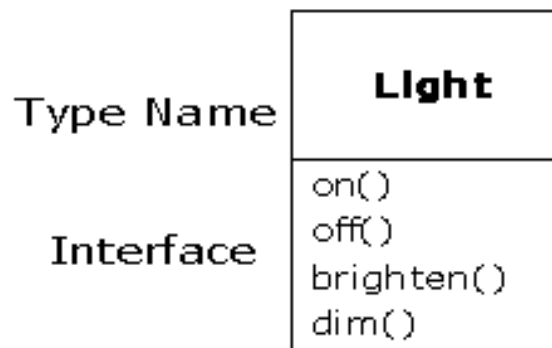 Type Name
Light
Interface
on()
off()
brighten()
dim()